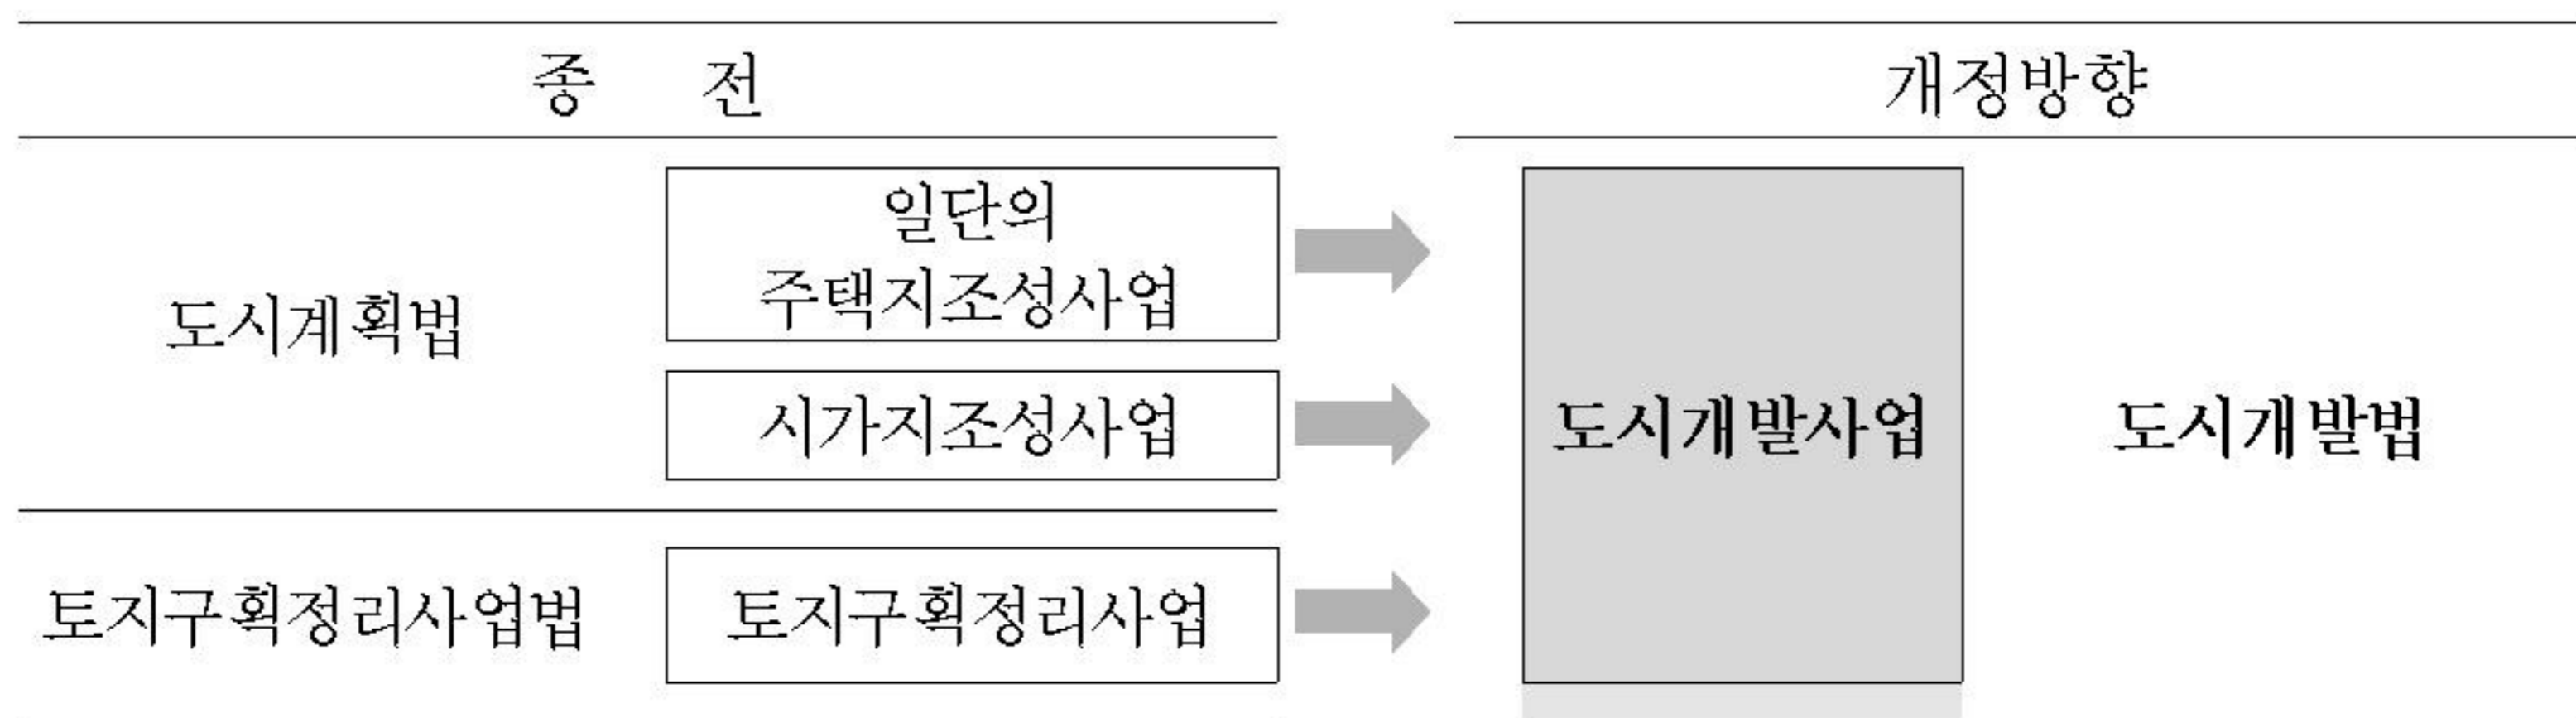 종 전
개정방향
도시계획법
일단의
주택지조성사업
시가지조성사업
도시개발사업
도시개발법
토지구획정리사업법
토지구획정리사업